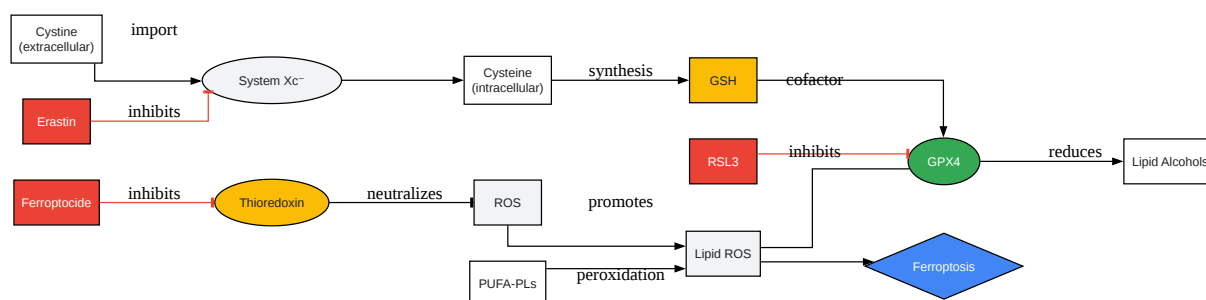 Cystine
(extracellular)
import
System Xc⁻
Cysteine
(intracellular)
synthesis
GSH
cofactor
Erastin
inhibits
RSL3
inhibits
GPX4
reduces
Lipid Alcohols
Ferroptocide
inhibits
Thioredoxin
neutralizes
ROS
promotes
Lipid ROS
PUFA-PLs
peroxidation
Ferroptosis